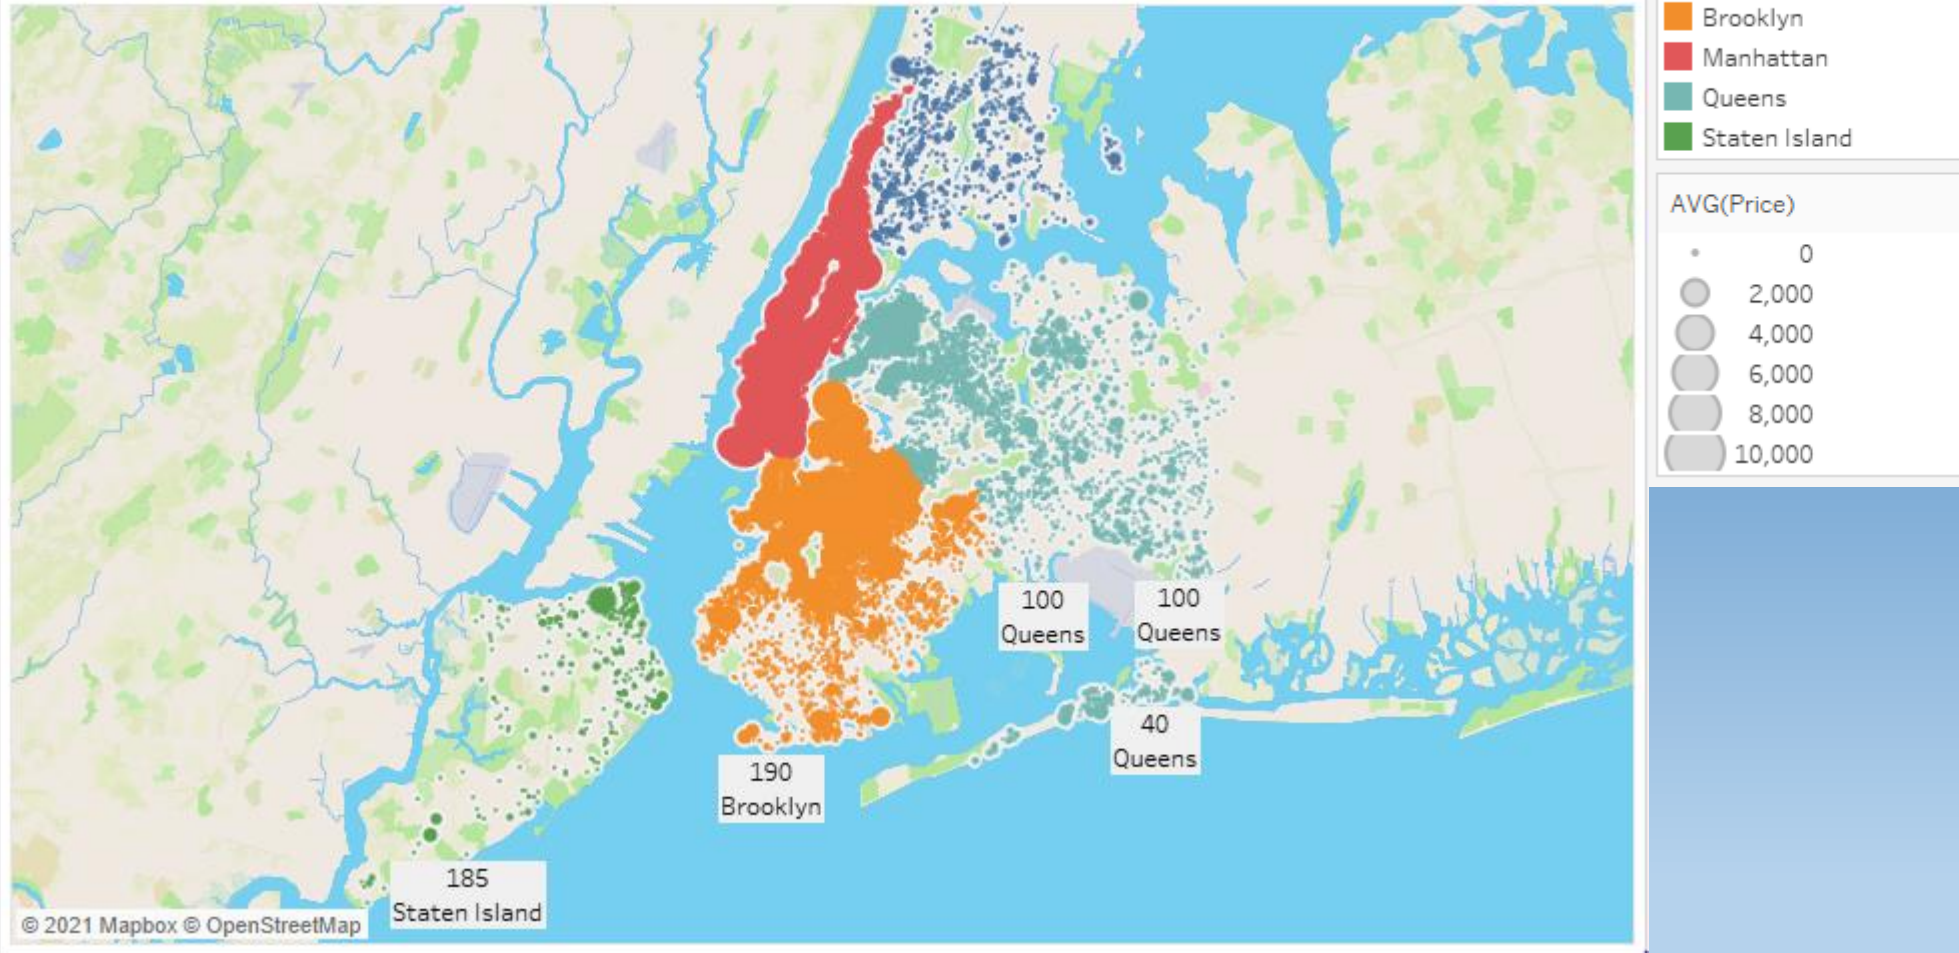 100
Queens
100
Queens
40
Queens
190
Brooklyn
185
Staten Island
© 2021 Mapbox © OpenStreetMap
Brooklyn
Manhattan
Queens
Staten Island
AVG(Price)
0
2,000
4,000
6,000
8,000
10,000